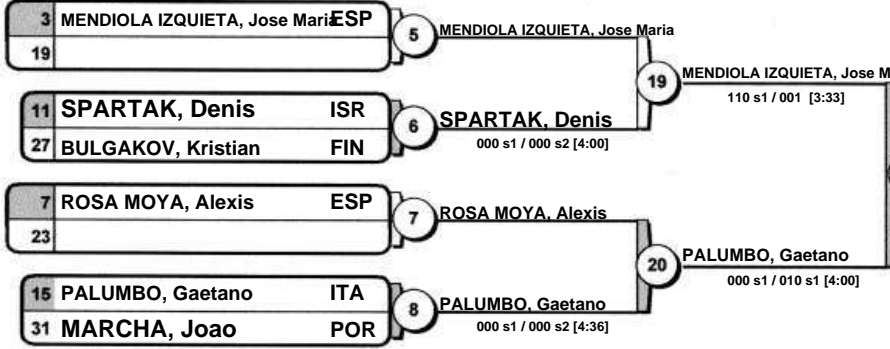 3 MENDIOLA IZQUIETA, Jose Maria ESP
19
5
MENDIOLA IZQUIETA, Jose Maria
11 SPARTAK, Denis ISR
27 BULGAKOV, Kristian FIN
6
SPARTAK, Denis
000 s1 / 000 s2 [4:00]
19
MENDIOLA IZQUIETA, Jose M
110 s1 / 001 [3:33]
7 ROSA MOYA, Alexis ESP
23
7
ROSA MOYA, Alexis
15 PALUMBO, Gaetano ITA
31 MARCHA, Joao POR
8
PALUMBO, Gaetano
000 s1 / 000 s2 [4:36]
20
PALUMBO, Gaetano
000 s1 / 010 s1 [4:00]